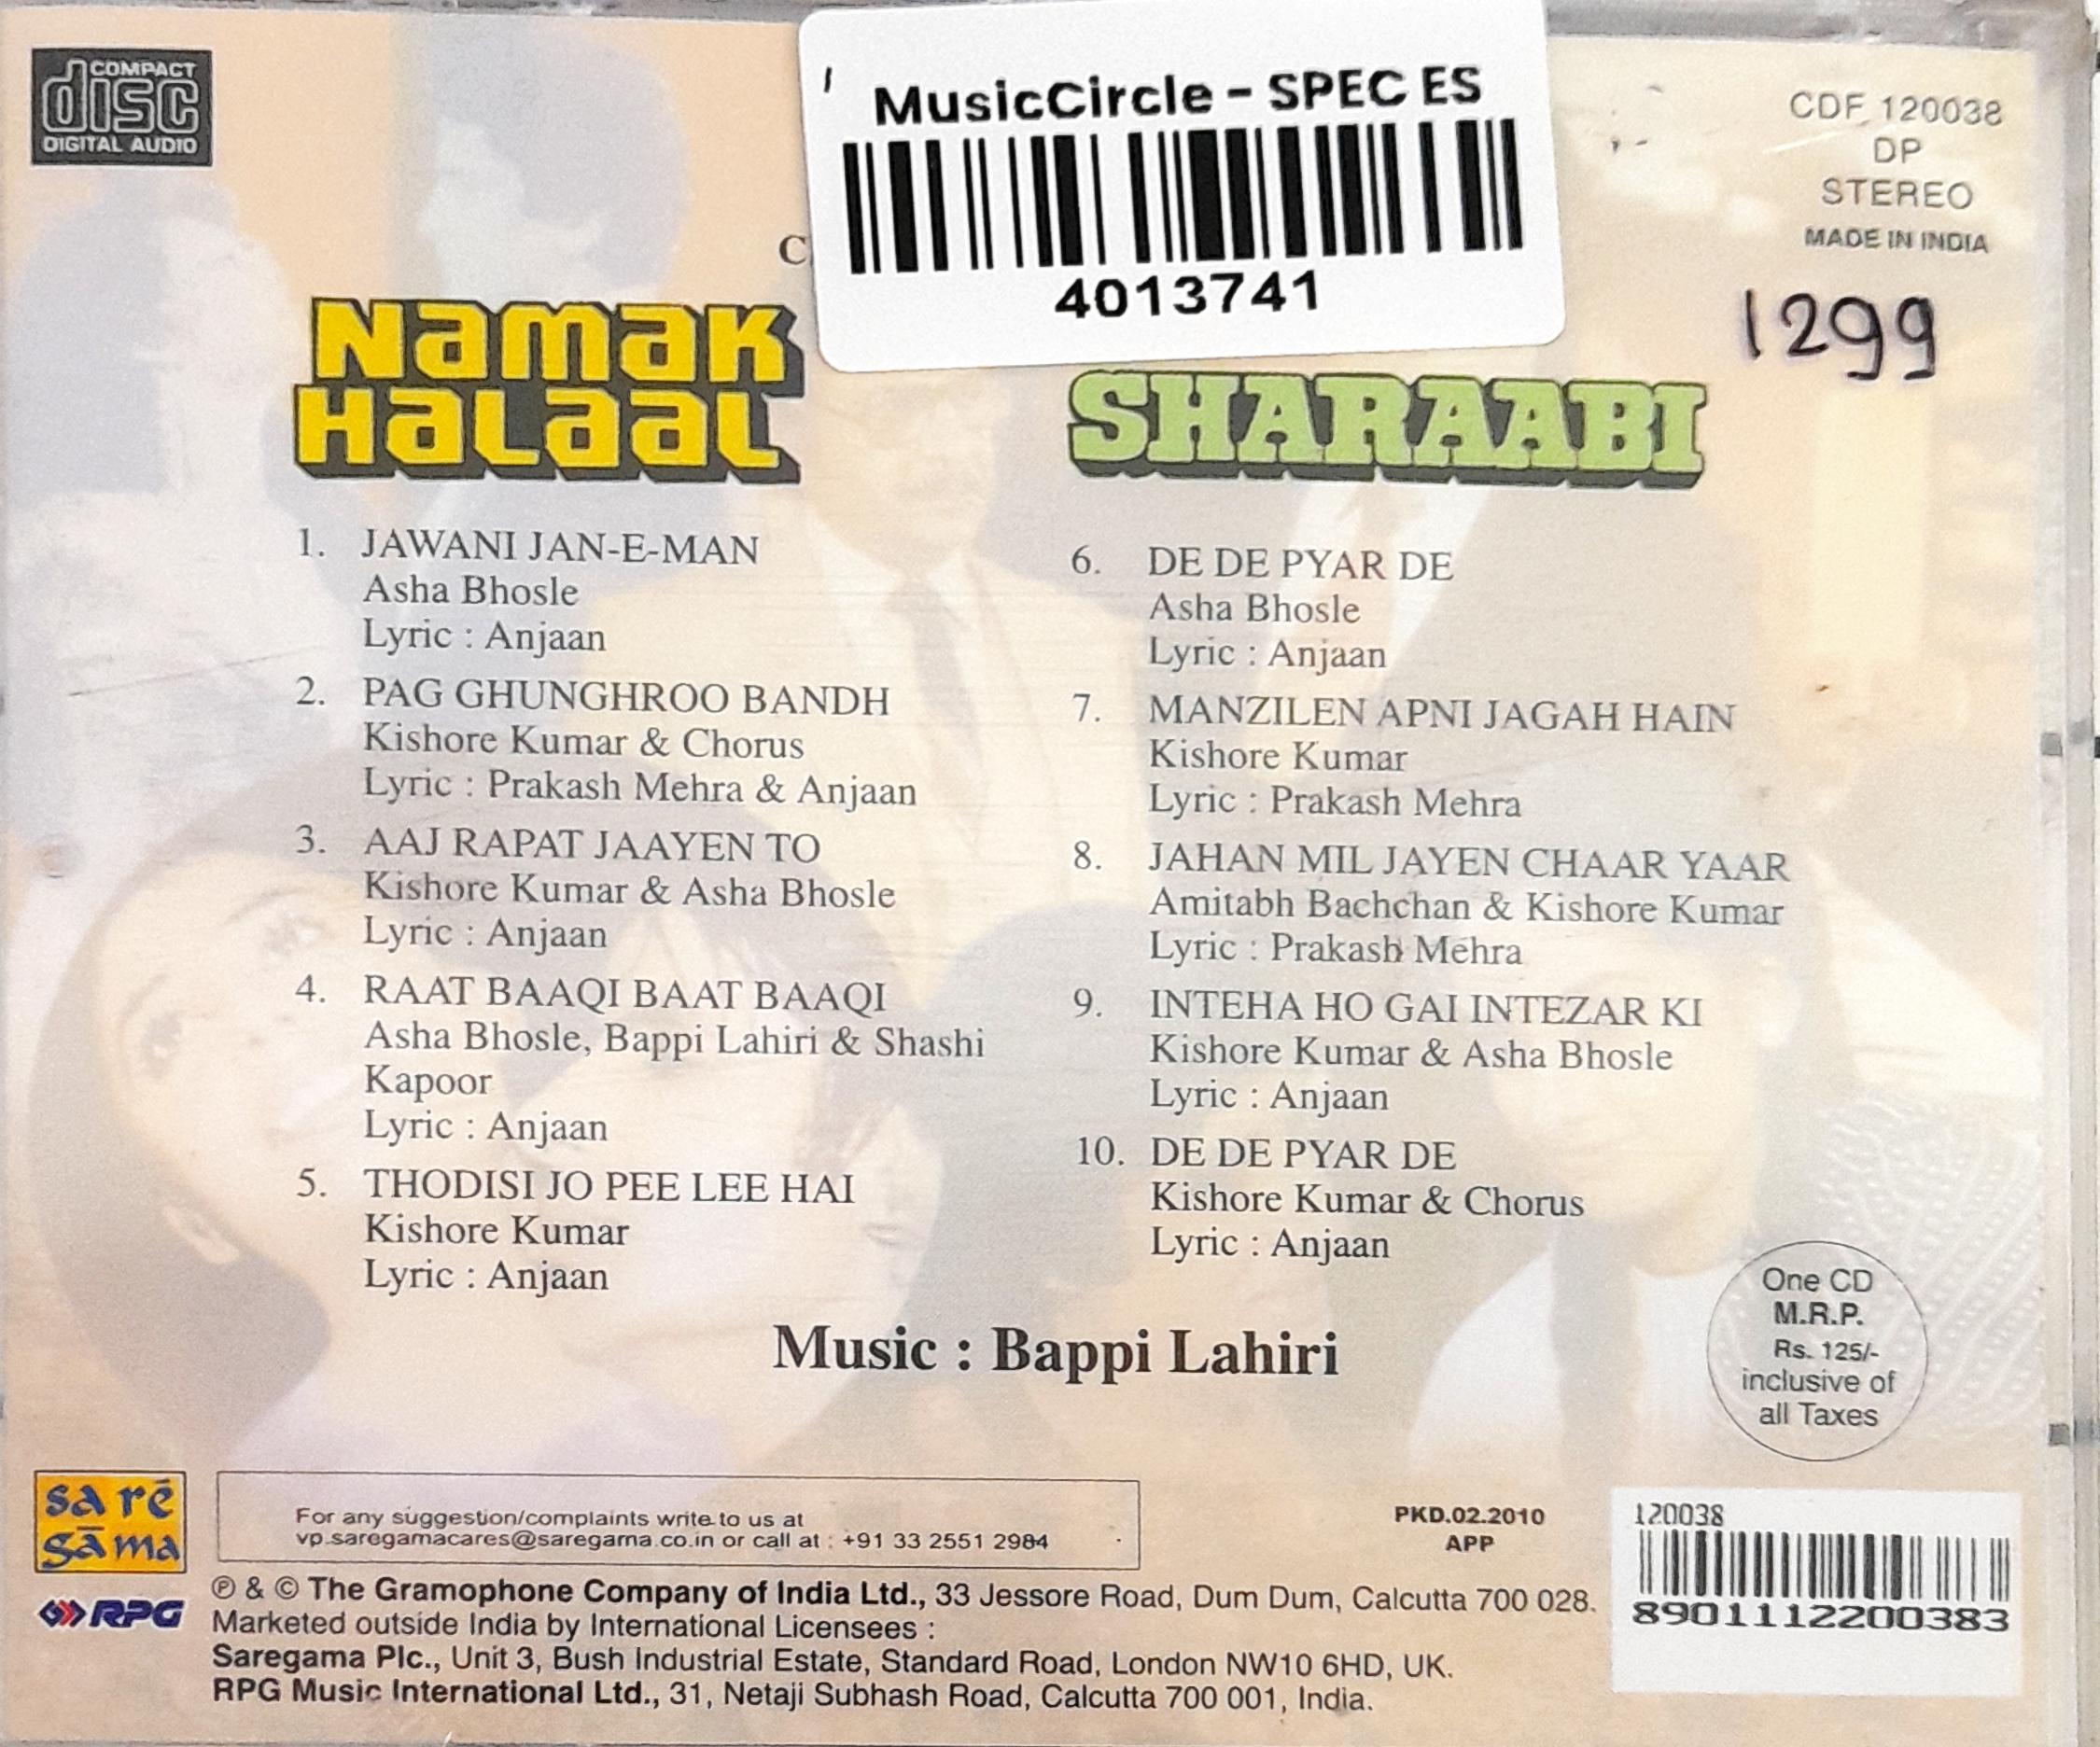 COMPACT
disc
DIGITAL AUDIO
MusicCircle - SPEC ES
4013741
CDF 120038
DP
STEREO
MADE IN INDIA
1299
NAMAK
HALAAL
1. JAWANI JAN-E-MAN
Asha Bhosle
Lyric : Anjaan
2. PAG GHUNGHROO BANDH
Kishore Kumar & Chorus
Lyric : Prakash Mehra & Anjaan
3. AAJ RAPAT JAAYEN TO
Kishore Kumar & Asha Bhosle
Lyric : Anjaan
4. RAAT BAAQI BAAT BAAQI
Asha Bhosle, Bappi Lahiri & Shashi
Kapoor
Lyric : Anjaan
5. THODISI JO PEE LEE HAI
Kishore Kumar
Lyric : Anjaan
SHARAABI
6. DE DE PYAR DE
Asha Bhosle
Lyric : Anjaan
7. MANZILEN APNI JAGAH HAIN
Kishore Kumar
Lyric : Prakash Mehra
8. JAHAN MIL JAYEN CHAAR YAAR
Amitabh Bachchan & Kishore Kumar
Lyric : Prakash Mehra
9. INTEHA HO GAI INTEZAR KI
Kishore Kumar & Asha Bhosle
Lyric : Anjaan
10. DE DE PYAR DE
Kishore Kumar & Chorus
Lyric : Anjaan
Music : Bappi Lahiri
One CD
M.R.P.
Rs. 125/-
inclusive of
all Taxes
sa rē
gāma
RPG
For any suggestion/complaints write to us at
vp.saregamacares@saregama.co.in or call at : +91 33 2551 2984
PKD.02.2010
APP
120038
8901112200383
℗ & © The Gramophone Company of India Ltd., 33 Jessore Road, Dum Dum, Calcutta 700 028.
Marketed outside India by International Licensees :
Saregama Plc., Unit 3, Bush Industrial Estate, Standard Road, London NW10 6HD, UK.
RPG Music International Ltd., 31, Netaji Subhash Road, Calcutta 700 001, India.